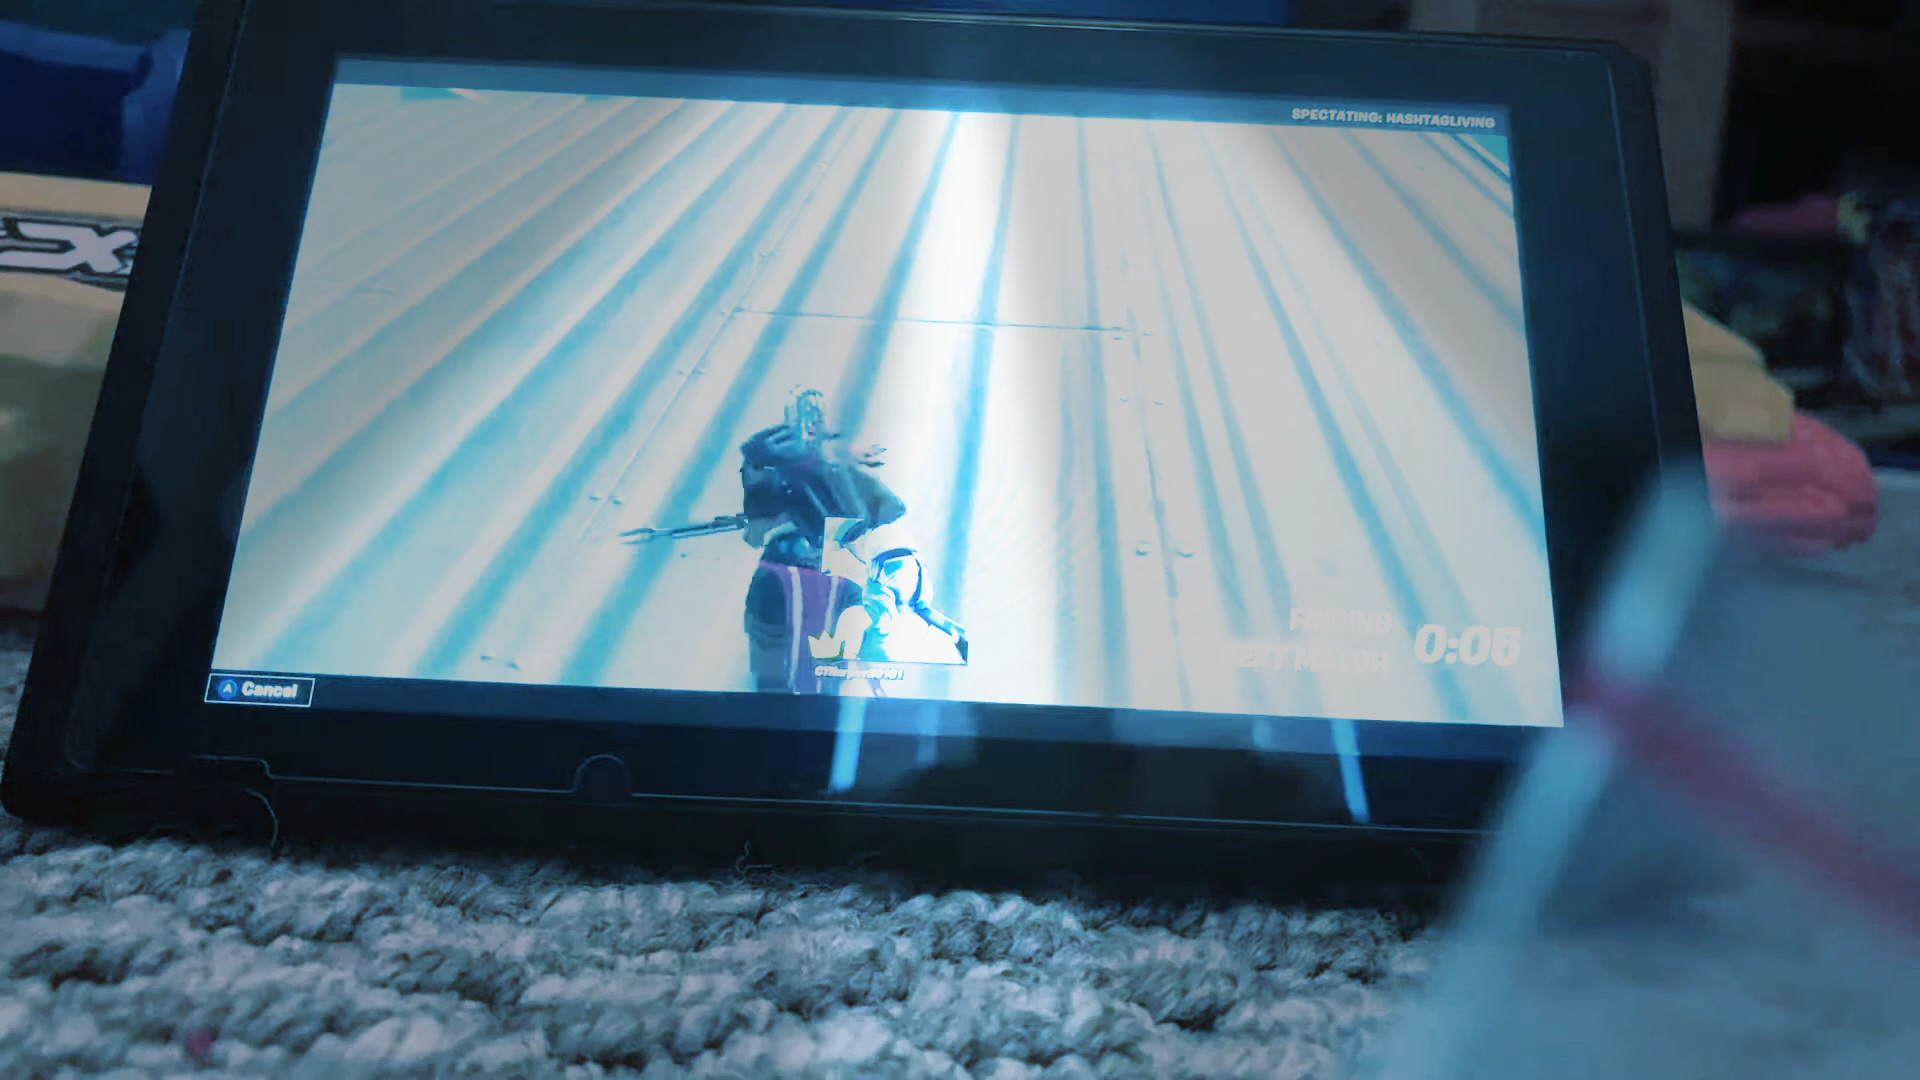 SPECTATING: HASHTAGLIVING
FINDING
NEXT MATCH
0:05
A Cancel